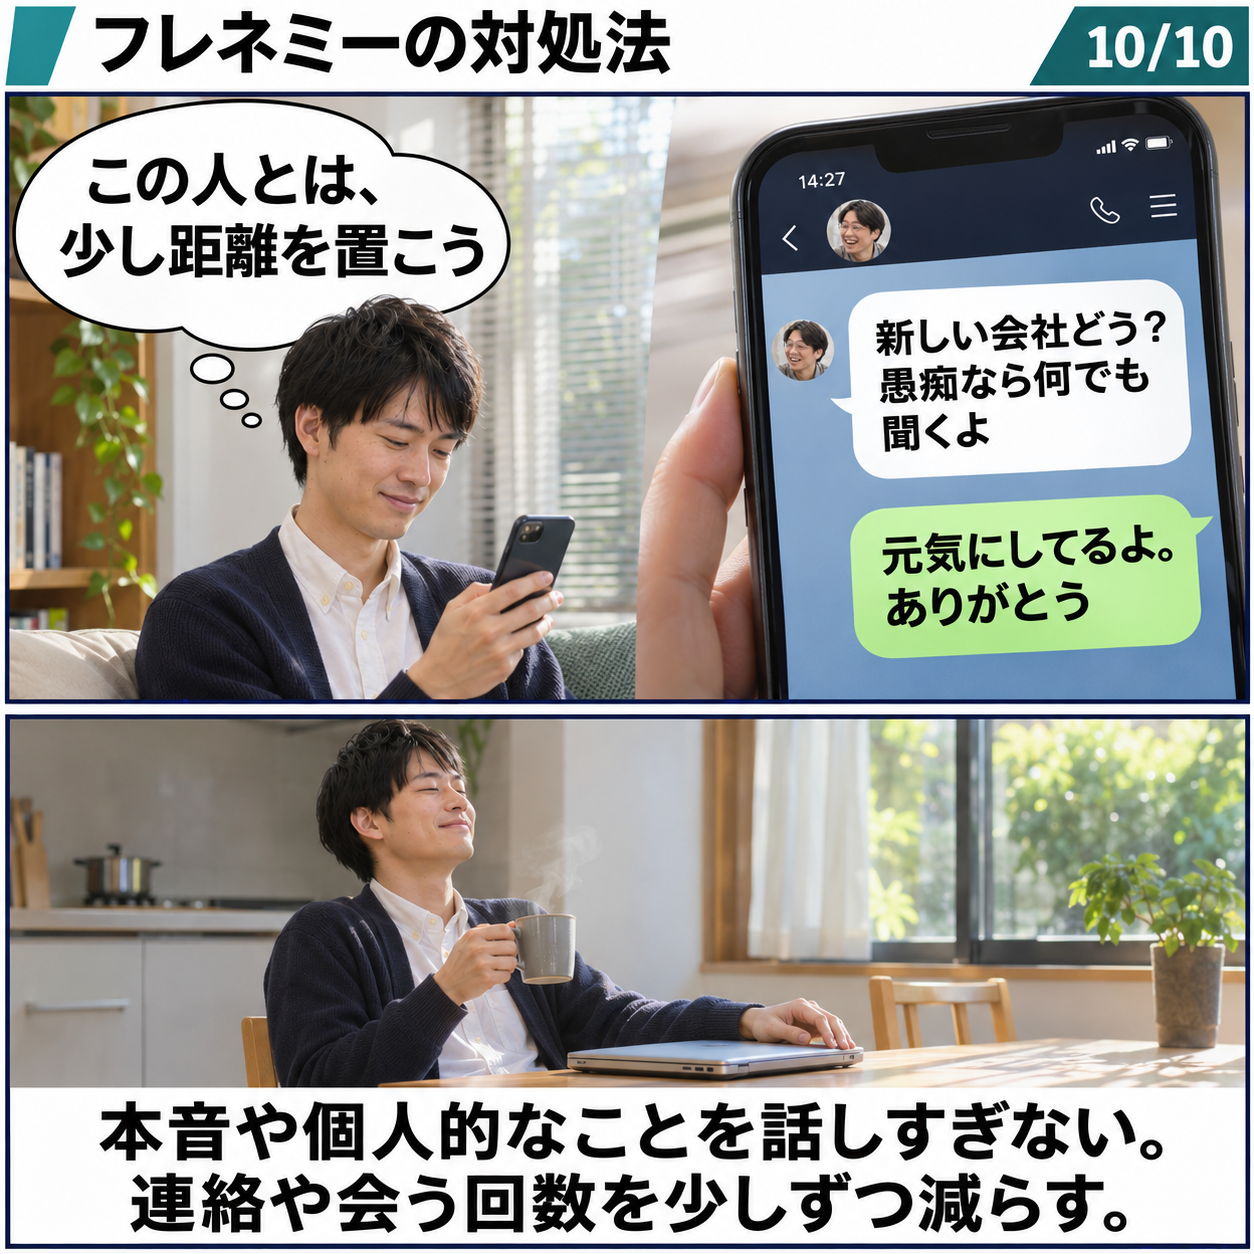 フレネミーの対処法
10/10
この人とは、
少し距離を置こう
14:27
新しい会社どう？
愚痴なら何でも
聞くよ
元気にしてるよ。
ありがとう
本音や個人的なことを話しすぎない。
連絡や会う回数を少しずつ減らす。